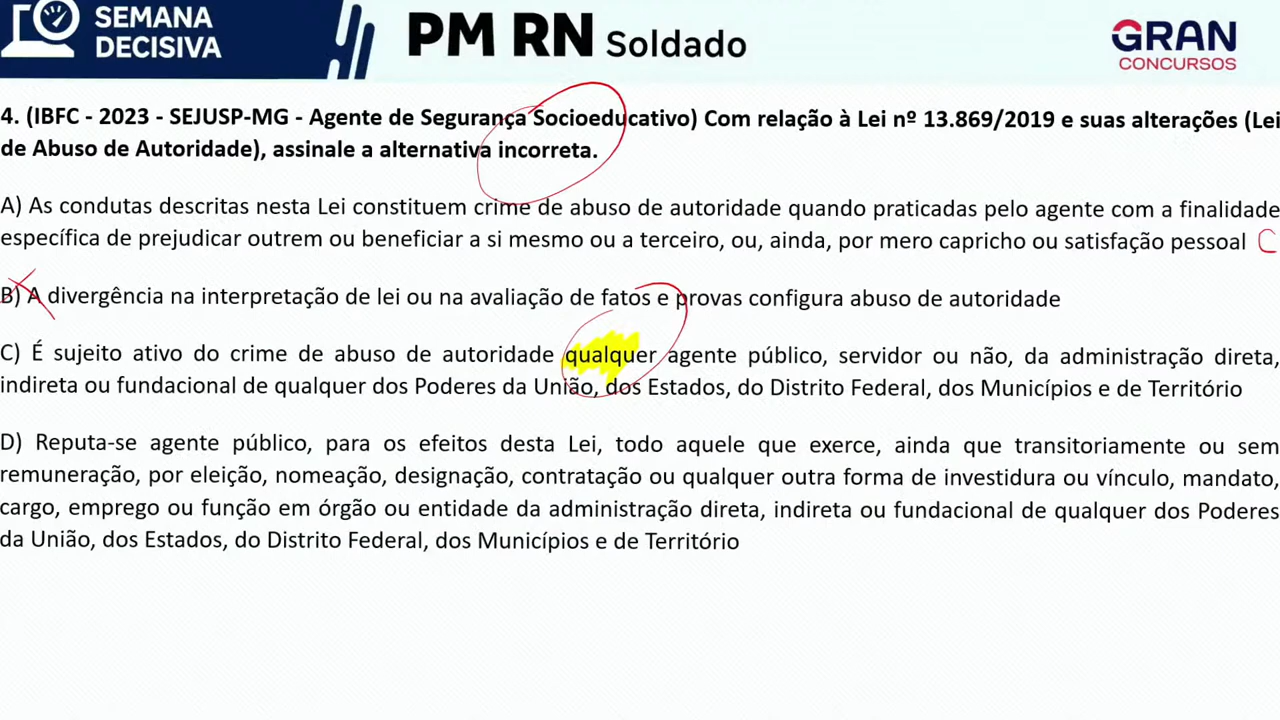 SEMANA
DECISIVA
PM RN Soldado
GRAN
CONCURSOS
4. (IBFC - 2023 - SEJUSP-MG - Agente de Segurança Socioeducativo) Com relação à Lei nº 13.869/2019 e suas alterações (Lei
de Abuso de Autoridade), assinale a alternativa incorreta.
A) As condutas descritas nesta Lei constituem crime de abuso de autoridade quando praticadas pelo agente com a finalidade
específica de prejudicar outrem ou beneficiar a si mesmo ou a terceiro, ou, ainda, por mero capricho ou satisfação pessoal C
B) A divergência na interpretação de lei ou na avaliação de fatos e provas configura abuso de autoridade
C) É sujeito ativo do crime de abuso de autoridade qualquer agente público, servidor ou não, da administração direta,
indireta ou fundacional de qualquer dos Poderes da União, dos Estados, do Distrito Federal, dos Municípios e de Território
D) Reputa-se agente público, para os efeitos desta Lei, todo aquele que exerce, ainda que transitoriamente ou sem
remuneração, por eleição, nomeação, designação, contratação ou qualquer outra forma de investidura ou vínculo, mandato,
cargo, emprego ou função em órgão ou entidade da administração direta, indireta ou fundacional de qualquer dos Poderes
da União, dos Estados, do Distrito Federal, dos Municípios e de Território